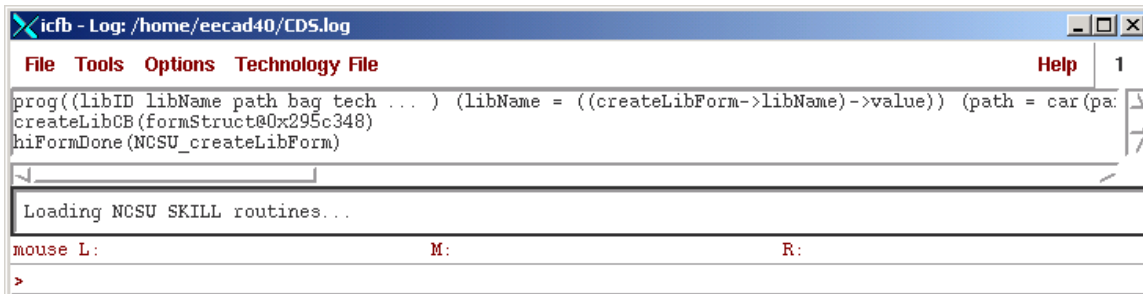 icfb - Log: /home/eecad40/CDS.log
File Tools Options Technology File Help 1
prog((libID libName path bag tech ... ) (libName = ((createLibForm->libName)->value)) (path = car(pa
createLibCB(formStruct@0x295c348)
hiFormDone(NCSU_createLibForm)
Loading NCSU SKILL routines...
mouse L: M: R:
>